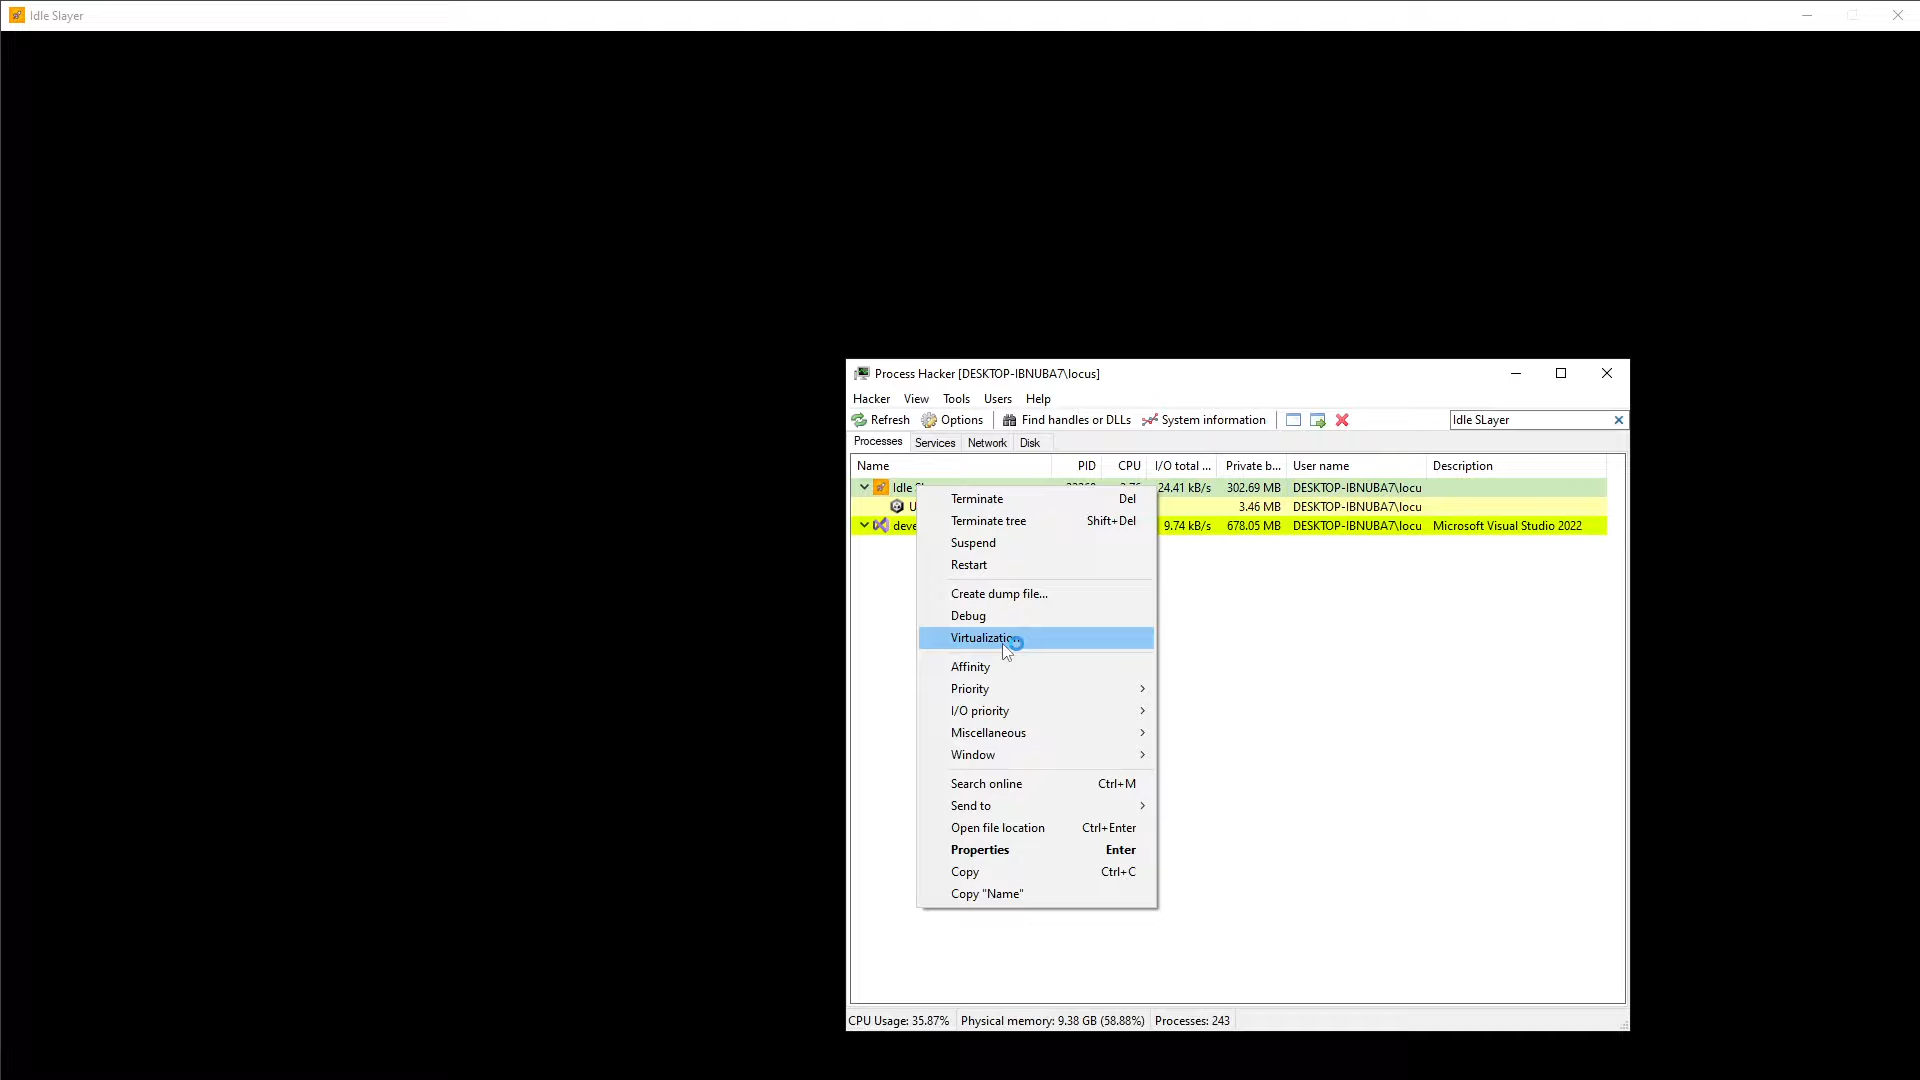 Idle Slayer
Process Hacker [DESKTOP-IBNUBA7\locus]
Hacker View Tools Users Help
Refresh Options Find handles or DLLs System information Idle SLayer
Processes Services Network Disk
Name PID CPU I/O total ... Private b... User name Description
Idle 24.41 kB/s 302.69 MB DESKTOP-IBNUBA7\locu
U 3.46 MB DESKTOP-IBNUBA7\locu
deve 9.74 kB/s 678.05 MB DESKTOP-IBNUBA7\locu Microsoft Visual Studio 2022
Terminate Del
Terminate tree Shift+Del
Suspend
Restart
Create dump file...
Debug
Virtualization
Affinity
Priority
I/O priority
Miscellaneous
Window
Search online Ctrl+M
Send to
Open file location Ctrl+Enter
Properties Enter
Copy Ctrl+C
Copy "Name"
CPU Usage: 35.87% Physical memory: 9.38 GB (58.88%) Processes: 243